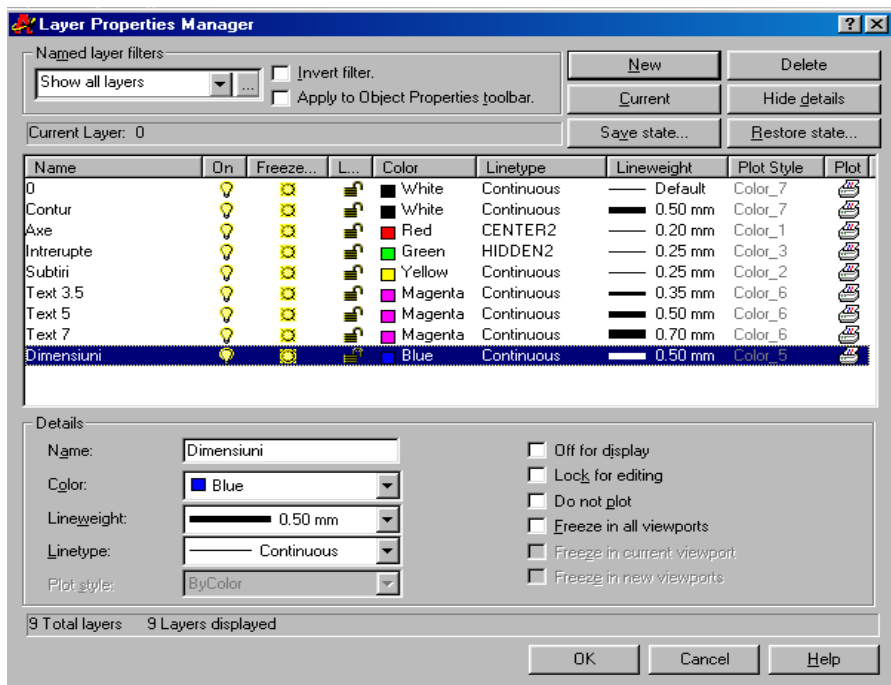 Layer Properties Manager
Named layer filters
Show all layers
...
Invert filter.
Apply to Object Properties toolbar.
New
Delete
Current
Hide details
Current Layer: 0
Save state...
Restore state...
Name On Freeze... L... Color Linetype Lineweight Plot Style Plot
0 White Continuous Default Color_7
Contur White Continuous 0.50 mm Color_7
Axe Red CENTER2 0.20 mm Color_1
Intrerupte Green HIDDEN2 0.25 mm Color_3
Subtiri Yellow Continuous 0.25 mm Color_2
Text 3.5 Magenta Continuous 0.35 mm Color_6
Text 5 Magenta Continuous 0.50 mm Color_6
Text 7 Magenta Continuous 0.70 mm Color_6
Dimensiuni Blue Continuous 0.50 mm Color_5
Details
Name: Dimensiuni
Color: Blue
Lineweight: 0.50 mm
Linetype: Continuous
Plot style: ByColor
Off for display
Lock for editing
Do not plot
Freeze in all viewports
Freeze in current viewport
Freeze in new viewports
9 Total layers 9 Layers displayed
OK Cancel Help